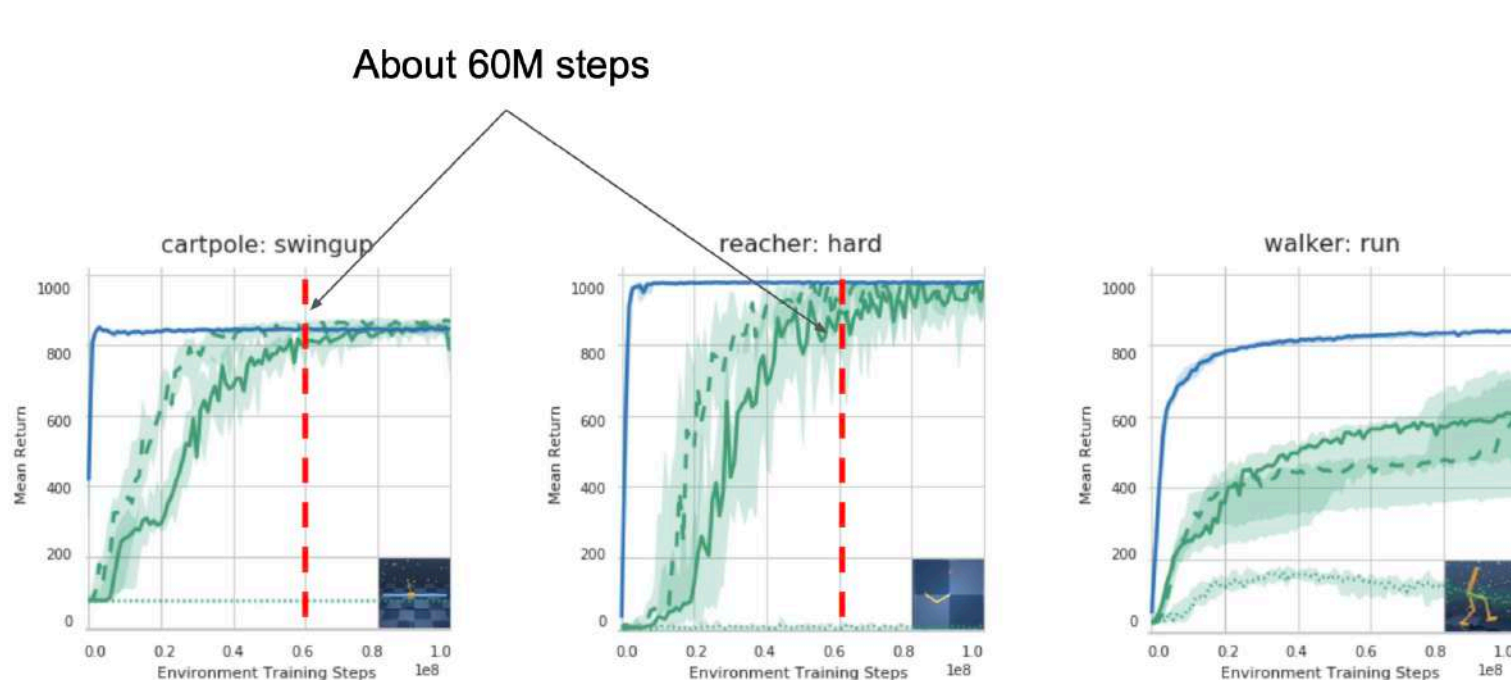 About 60M steps
cartpole: swingup
1000
800
600
400
200
0
Mean Return
0.0 0.2 0.4 0.6 0.8 1.0
Environment Training Steps 1e8
reacher: hard
1000
800
600
400
200
0
Mean Return
0.0 0.2 0.4 0.6 0.8 1.0
Environment Training Steps 1e8
walker: run
1000
800
600
400
200
0
Mean Return
0.0 0.2 0.4 0.6 0.8 1.0
Environment Training Steps 1e8